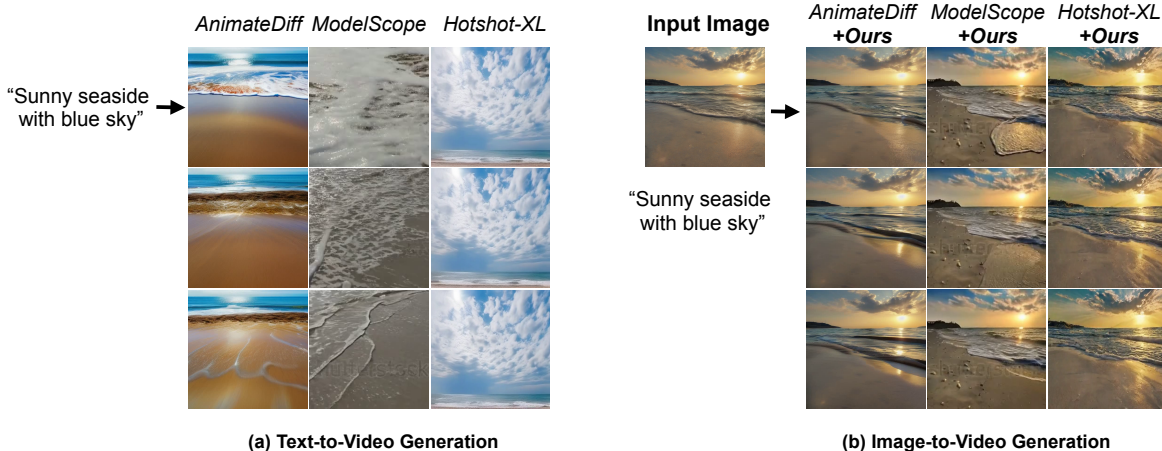 AnimateDiff ModelScope Hotshot-XL
“Sunny seaside
with blue sky”
(a) Text-to-Video Generation
Input Image
AnimateDiff ModelScope Hotshot-XL
+Ours +Ours +Ours
“Sunny seaside
with blue sky”
(b) Image-to-Video Generation